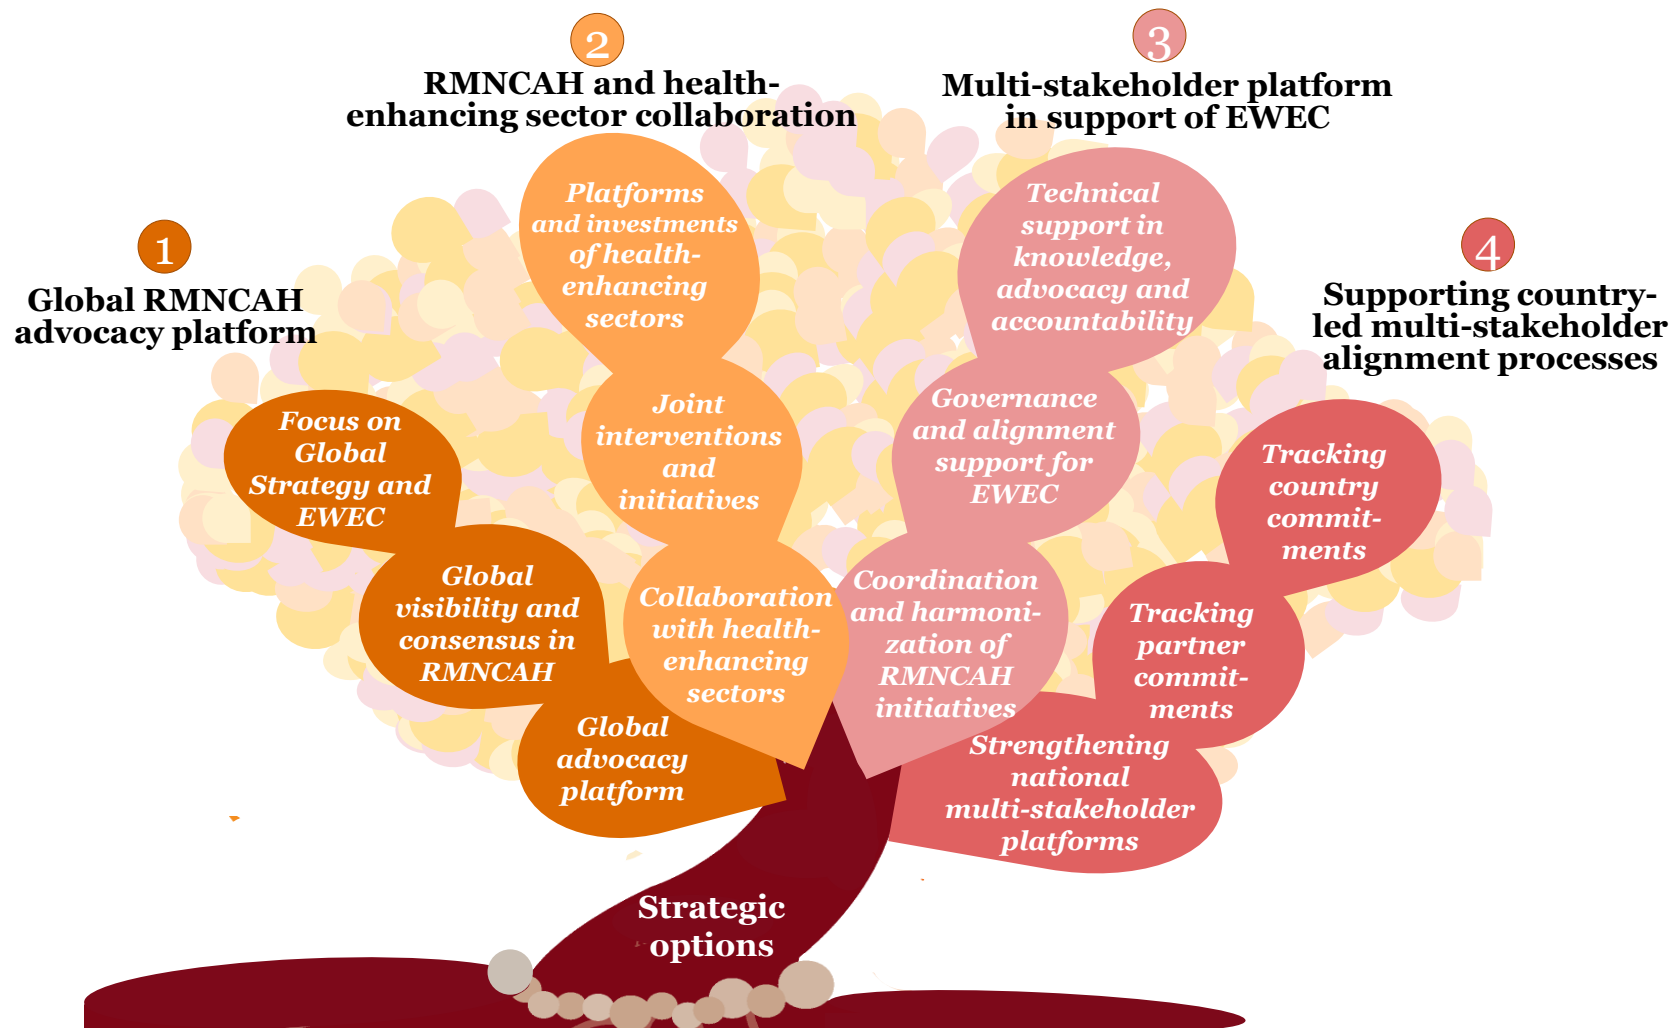 1
Global RMNCAH
advocacy platform
Focus on
Global
Strategy and
EWEC
Global
visibility and
consensus in
RMNCAH
Global
advocacy
platform
2
RMNCAH and health-
enhancing sector collaboration
Platforms
and investments
of health-
enhancing
sectors
Joint
interventions
and
initiatives
Collaboration
with health-
enhancing
sectors
3
Multi-stakeholder platform
in support of EWEC
Technical
support in
knowledge,
advocacy and
accountability
Governance
and alignment
support for
EWEC
Coordination
and harmoni-
zation of
RMNCAH
initiatives
4
Supporting country-
led multi-stakeholder
alignment processes
Tracking
country
commit-
ments
Tracking
partner
commit-
ments
Strengthening
national
multi-stakeholder
platforms
Strategic
options